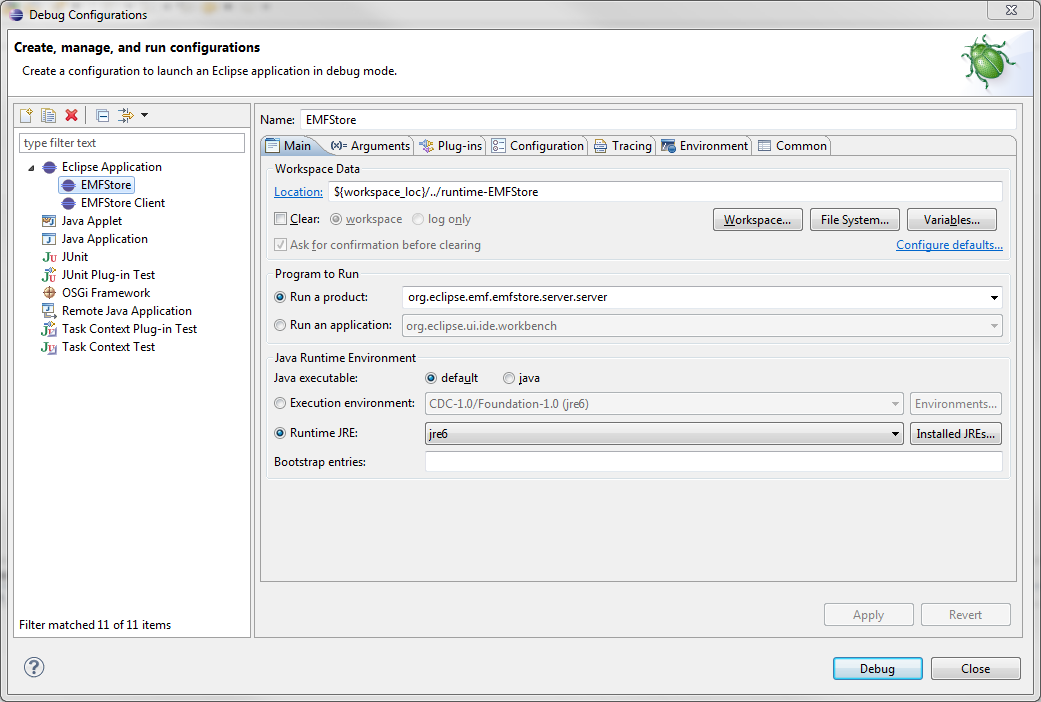 Debug Configurations
Create, manage, and run configurations
Create a configuration to launch an Eclipse application in debug mode.
type filter text
Eclipse Application
EMFStore
EMFStore Client
Java Applet
Java Application
Ju JUnit
JUnit Plug-in Test
OSGi Framework
Remote Java Application
Task Context Plug-in Test
Task Context Test
Filter matched 11 of 11 items
Name: EMFStore
Main (x)= Arguments Plug-ins Configuration Tracing Environment Common
Workspace Data
Location: ${workspace_loc}/../runtime-EMFStore
Clear: workspace log only Workspace... File System... Variables...
Ask for confirmation before clearing Configure defaults...
Program to Run
Run a product: org.eclipse.emf.emfstore.server.server
Run an application: org.eclipse.ui.ide.workbench
Java Runtime Environment
Java executable: default java
Execution environment: CDC-1.0/Foundation-1.0 (jre6) Environments...
Runtime JRE: jre6 Installed JREs...
Bootstrap entries:
Apply Revert
? Debug Close